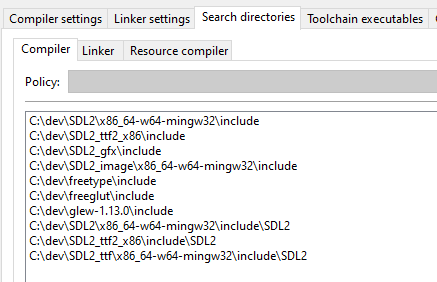 Compiler settings Linker settings Search directories Toolchain executables
Compiler Linker Resource compiler
Policy:
C:\dev\SDL2\x86_64-w64-mingw32\include
C:\dev\SDL2_ttf2_x86\include
C:\dev\SDL2_gfx\include
C:\dev\SDL2_image\x86_64-w64-mingw32\include
C:\dev\freetype\include
C:\dev\freeglut\include
C:\dev\glew-1.13.0\include
C:\dev\SDL2\x86_64-w64-mingw32\include\SDL2
C:\dev\SDL2_ttf2_x86\include\SDL2
C:\dev\SDL2_ttf\x86_64-w64-mingw32\include\SDL2